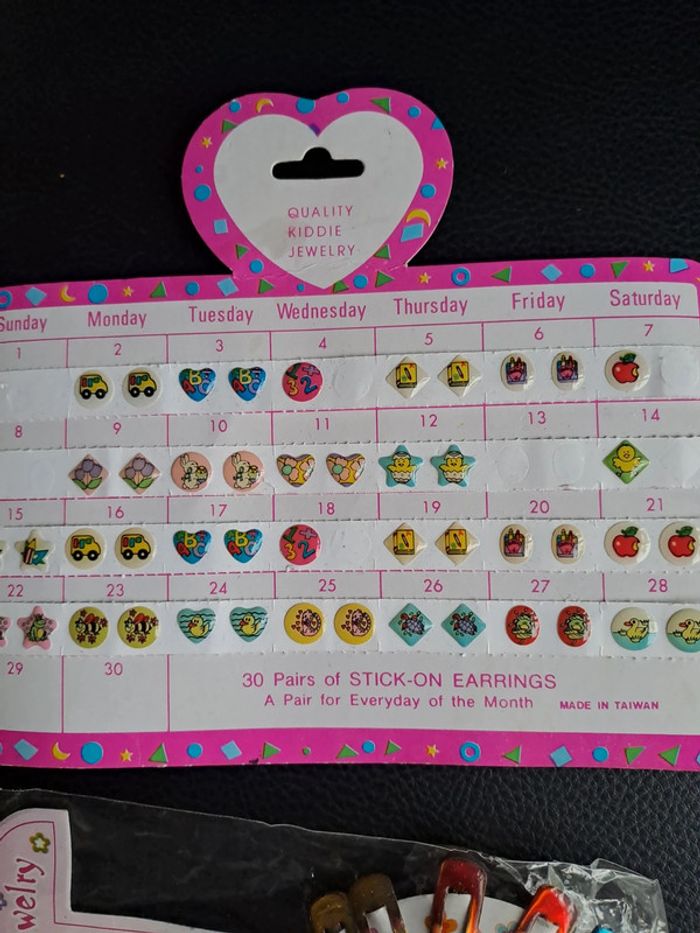 QUALITY
KIDDIE
JEWELRY
Sunday Monday Tuesday Wednesday Thursday Friday Saturday
1 2 3 4 5 6 7
8 9 10 11 12 13 14
15 16 17 18 19 20 21
22 23 24 25 26 27 28
29 30
30 Pairs of STICK-ON EARRINGS
A Pair for Everyday of the Month MADE IN TAIWAN
welry